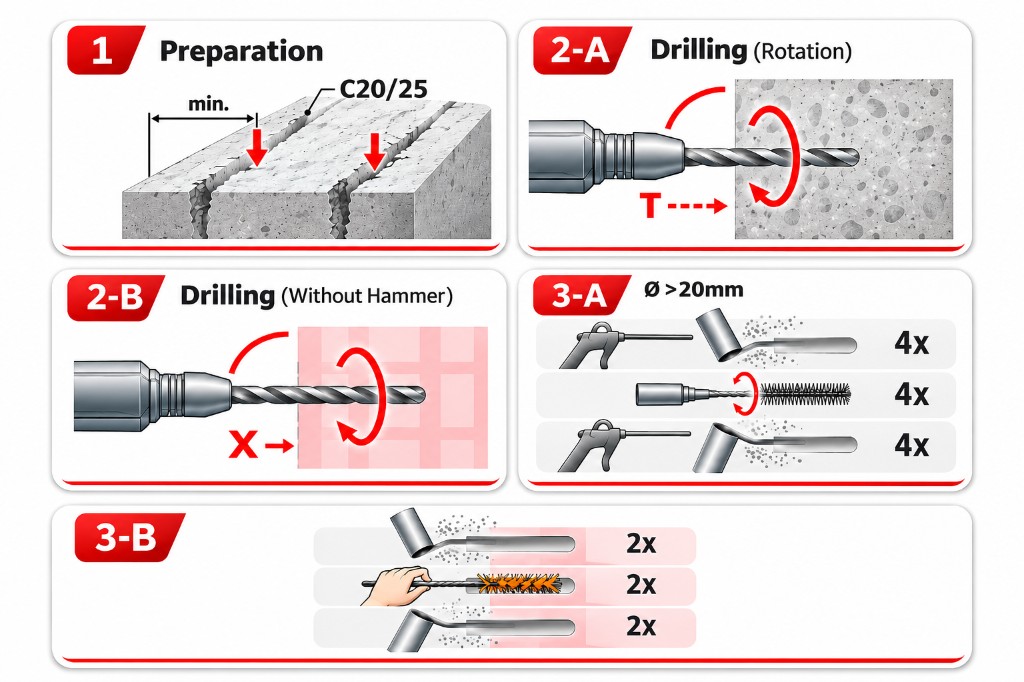 1 Preparation
min.
C20/25
2-A Drilling (Rotation)
T
2-B Drilling (Without Hammer)
X
3-A Ø >20mm
4x
4x
4x
3-B
2x
2x
2x